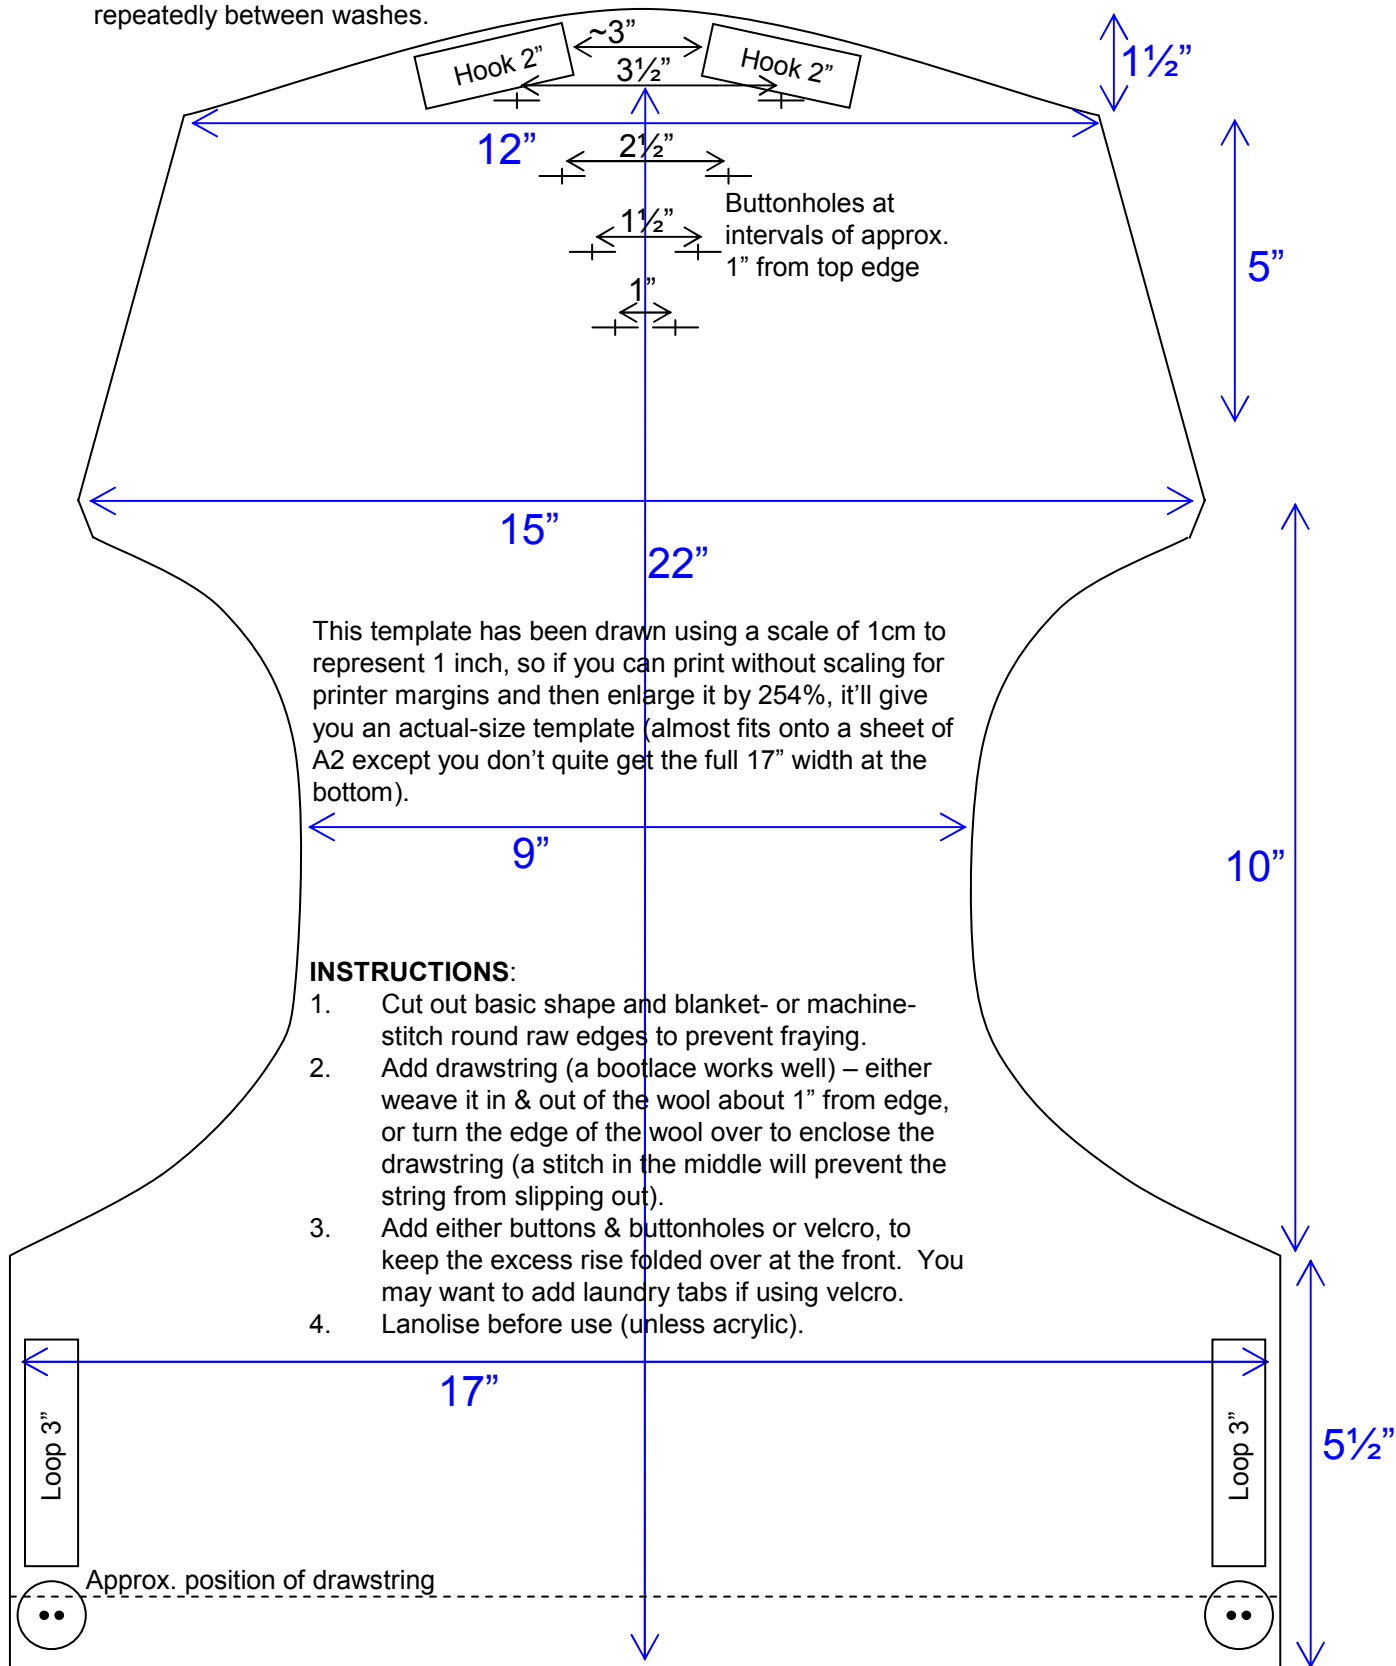 repeatedly between washes.
~3”
Hook 2”
Hook 2”
3½”
1½”
12”
2½”
Buttonholes at
intervals of approx.
1” from top edge
1½”
5”
1”
15”
22”
This template has been drawn using a scale of 1cm to
represent 1 inch, so if you can print without scaling for
printer margins and then enlarge it by 254%, it’ll give
you an actual-size template (almost fits onto a sheet of
A2 except you don’t quite get the full 17” width at the
bottom).
9”
10”
INSTRUCTIONS:
1. Cut out basic shape and blanket- or machine-
stitch round raw edges to prevent fraying.
2. Add drawstring (a bootlace works well) – either
weave it in & out of the wool about 1” from edge,
or turn the edge of the wool over to enclose the
drawstring (a stitch in the middle will prevent the
string from slipping out).
3. Add either buttons & buttonholes or velcro, to
keep the excess rise folded over at the front.  You
may want to add laundry tabs if using velcro.
4. Lanolise before use (unless acrylic).
17”
Loop 3”
Loop 3”
5½”
Approx. position of drawstring